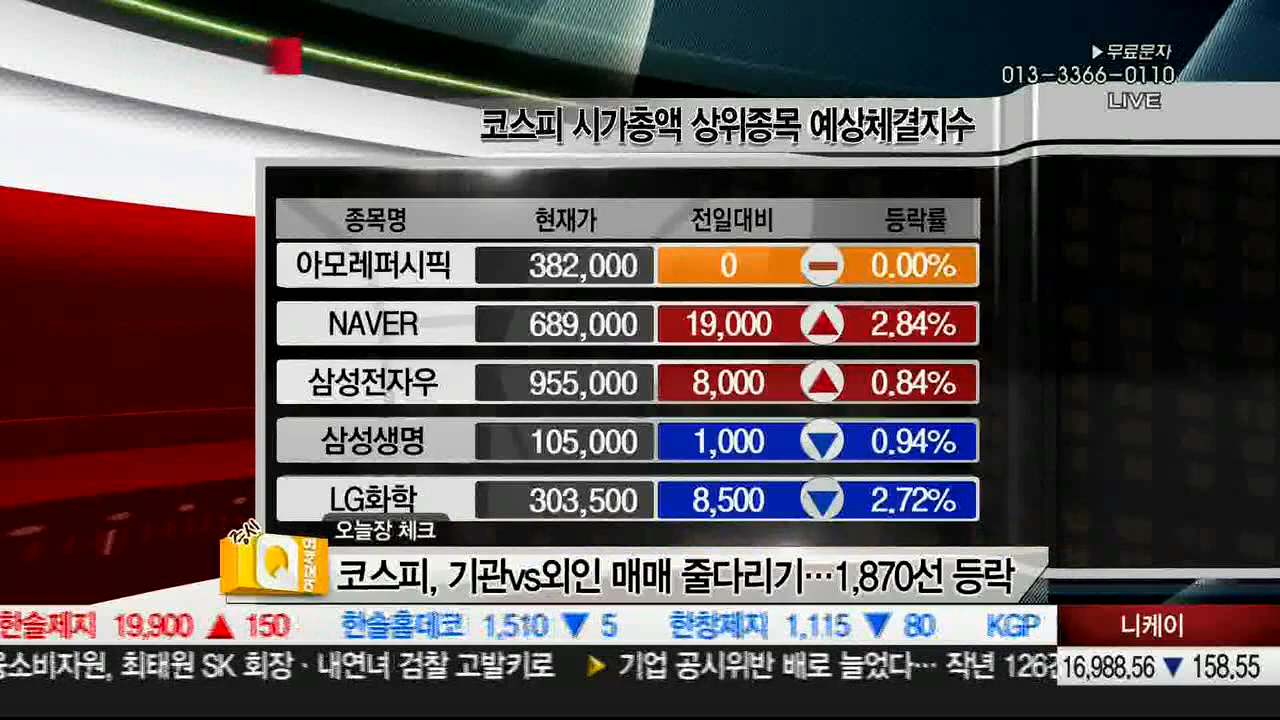 ▶무료문자
013-3366-0110
LIVE
코스피 시가총액 상위종목 예상체결지수
종목명 현재가 전일대비 등락률
아모레퍼시픽 382,000 0 0.00%
NAVER 689,000 19,000 ▲ 2.84%
삼성전자우 955,000 8,000 ▲ 0.84%
삼성생명 105,000 1,000 ▼ 0.94%
LG화학 303,500 8,500 ▼ 2.72%
오늘장 체크
증시 Q
코스피, 기관vs외인 매매 줄다리기…1,870선 등락
한솔제지 19,900 ▲ 150 한솔홈데코 1,510 ▼ 5 한창제지 1,115 ▼ 80 KGP
니케이
융소비자원, 최태원 SK 회장·내연녀 검찰 고발키로 ▶ 기업 공시위반 배로 늘었다… 작년 126건
16,988.56 ▼ 158.55